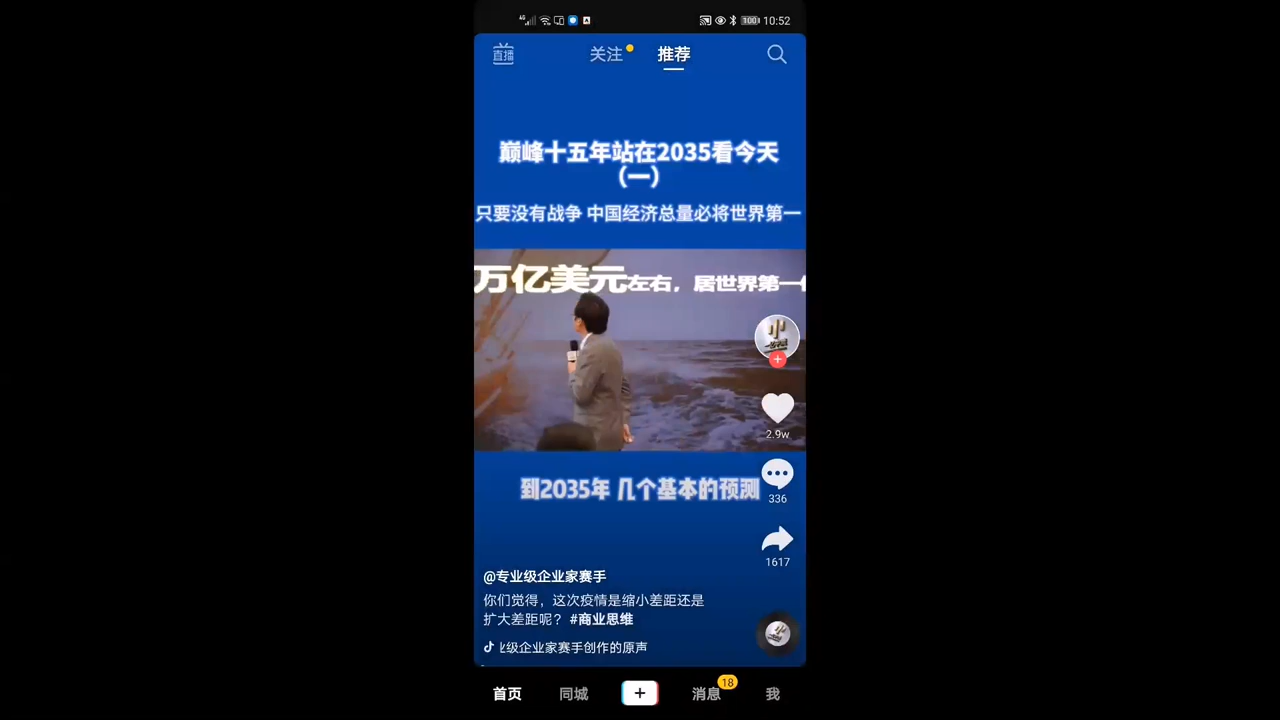 4G
100
10:52
直播
关注
推荐
巅峰十五年站在2035看今天
（一）
只要没有战争 中国经济总量必将世界第一
万亿美元左右，居世界第一
2.9w
到2035年 几个基本的预测
336
1617
@专业级企业家赛手
你们觉得，这次疫情是缩小差距还是
扩大差距呢？ #商业思维
级企业家赛手创作的原声
首页
同城
消息
18
我